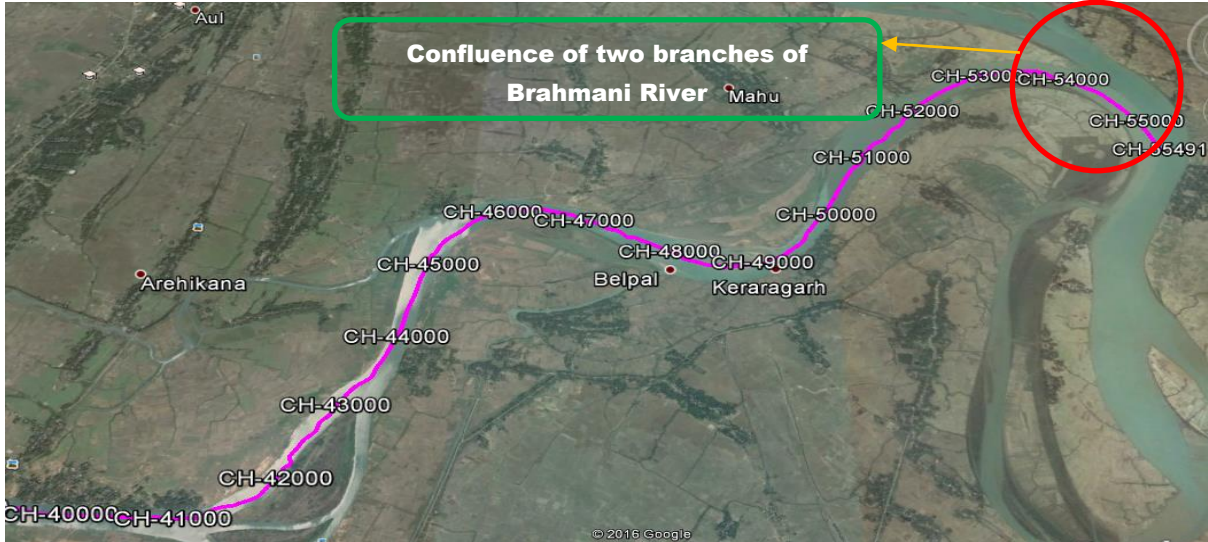 Aul
Confluence of two branches of
Brahmani River
Mahu
CH-53000
CH-54000
CH-52000
CH-55000
CH-55491
CH-51000
CH-50000
CH-46000
CH-47000
CH-48000
CH-49000
CH-45000
Arehikana
Belpal
Keraragarh
CH-44000
CH-43000
CH-42000
CH-40000
CH-41000
© 2016 Google